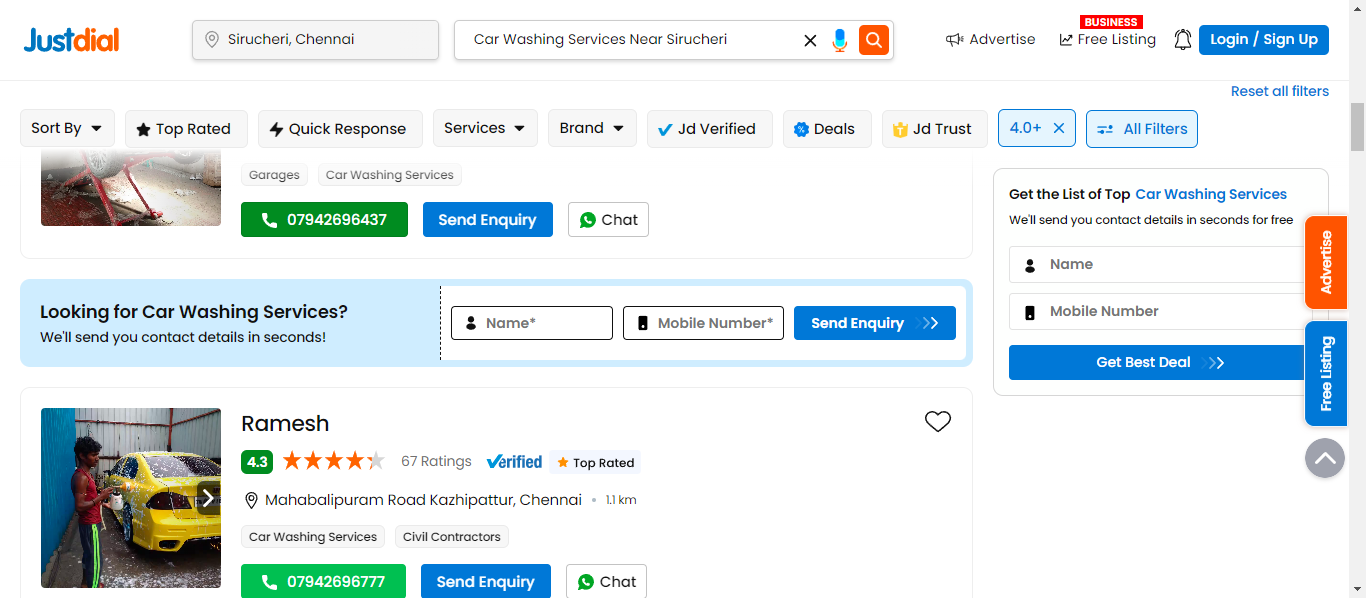 Justdial
Sirucheri, Chennai
Car Washing Services Near Sirucheri
Advertise
BUSINESS
Free Listing
Login / Sign Up
Reset all filters
Sort By
Top Rated
Quick Response
Services
Brand
Jd Verified
Deals
Jd Trust
4.0+
All Filters
Garages
Car Washing Services
07942696437
Send Enquiry
Chat
Looking for Car Washing Services?
We'll send you contact details in seconds!
Name*
Mobile Number*
Send Enquiry
Get the List of Top Car Washing Services
We'll send you contact details in seconds for free
Name
Mobile Number
Get Best Deal
Advertise
Free Listing
Ramesh
4.3
67 Ratings
Verified
Top Rated
Mahabalipuram Road Kazhipattur, Chennai • 1.1 km
Car Washing Services
Civil Contractors
07942696777
Send Enquiry
Chat